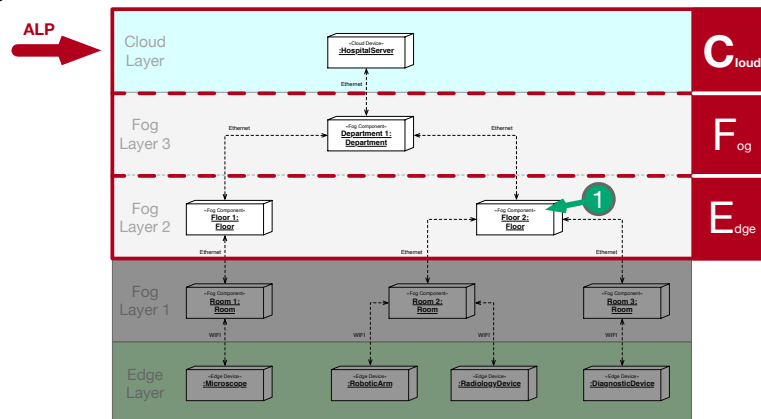 ALP
Cloud
Layer
«Cloud Device»
:HospitalServer
Cloud
Ethernet
Fog
Layer 3
Ethernet
«Fog Component»
Department 1:
Department
Ethernet
Fog
Fog
Layer 2
«Fog Component»
Floor 1:
Floor
«Fog Component»
Floor 2:
Floor
1
Edge
Ethernet
Ethernet
Ethernet
Fog
Layer 1
«Fog Component»
Room 1:
Room
«Fog Component»
Room 2:
Room
«Fog Component»
Room 3:
Room
WIFI
WIFI
WIFI
WIFI
Edge
Layer
«Edge Device»
:Microscope
«Edge Device»
:RoboticArm
«Edge Device»
:RadiologyDevice
«Edge Device»
:DiagnosticDevice